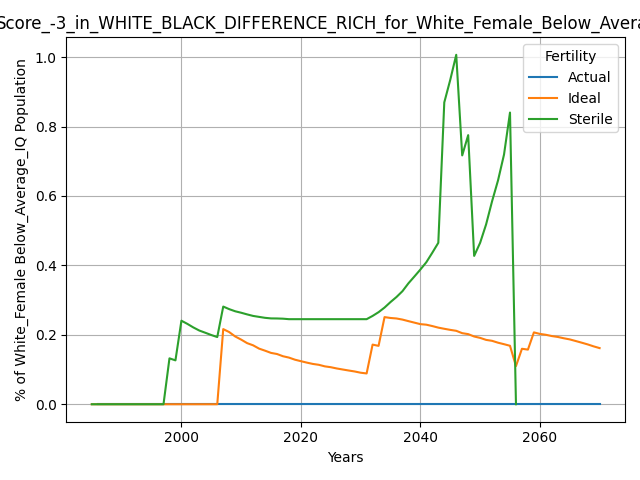 Score_-3_in_WHITE_BLACK_DIFFERENCE_RICH_for_White_Female_Below_Avera
% of White_Female Below_Average_IQ Population
1.0
0.8
0.6
0.4
0.2
0.0
Fertility
Actual
Ideal
Sterile
2000 2020 2040 2060
Years